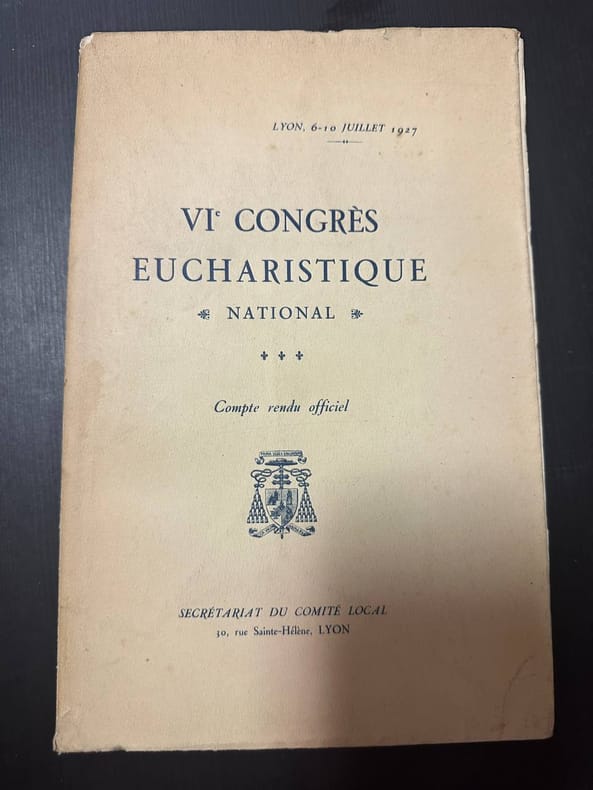 LYON, 6-10 JUILLET 1927
VIe CONGRÈS
EUCHARISTIQUE
NATIONAL
Compte rendu officiel
SECRÉTARIAT DU COMITÉ LOCAL
30, rue Sainte-Hélène, LYON